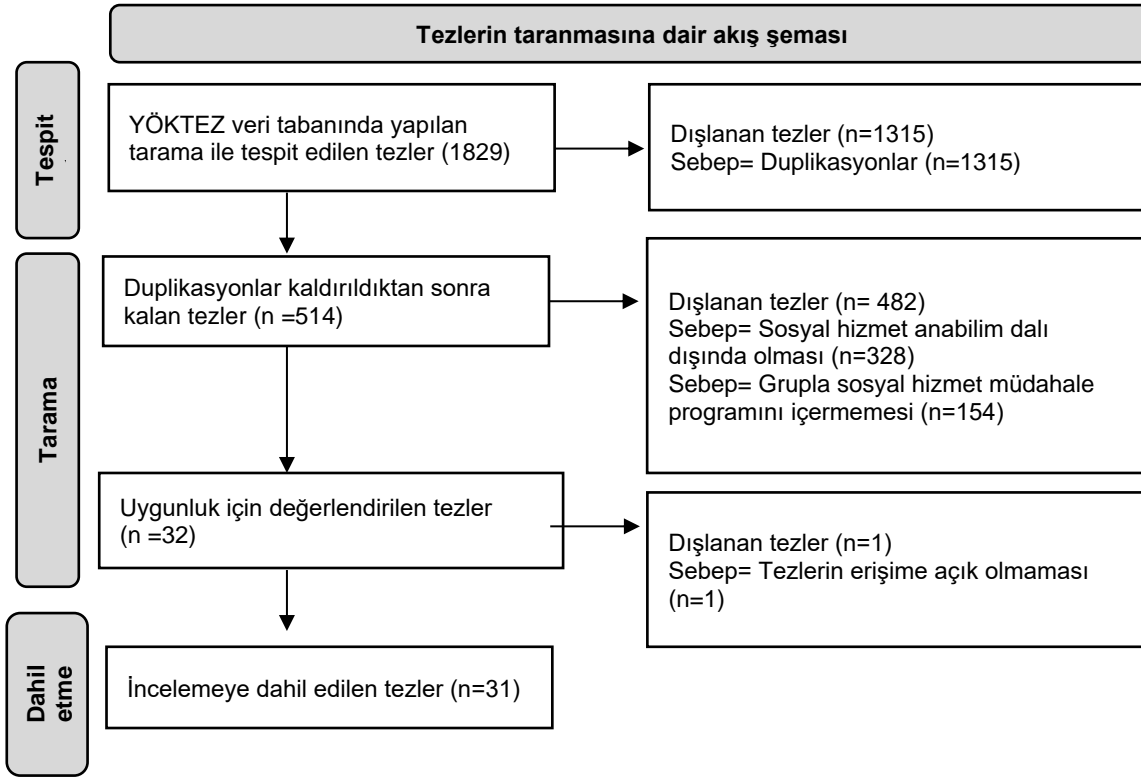 Tezlerin taranmasına dair akış şeması
Tespit
YÖKTEZ veri tabanında yapılan
tarama ile tespit edilen tezler (1829)
Dışlanan tezler (n=1315)
Sebep= Duplikasyonlar (n=1315)
Tarama
Duplikasyonlar kaldırıldıktan sonra
kalan tezler (n =514)
Dışlanan tezler (n= 482)
Sebep= Sosyal hizmet anabilim dalı
dışında olması (n=328)
Sebep= Grupla sosyal hizmet müdahale
programını içermemesi (n=154)
Uygunluk için değerlendirilen tezler
(n =32)
Dışlanan tezler (n=1)
Sebep= Tezlerin erişime açık olmaması
(n=1)
Dahil
etme
İncelemeye dahil edilen tezler (n=31)